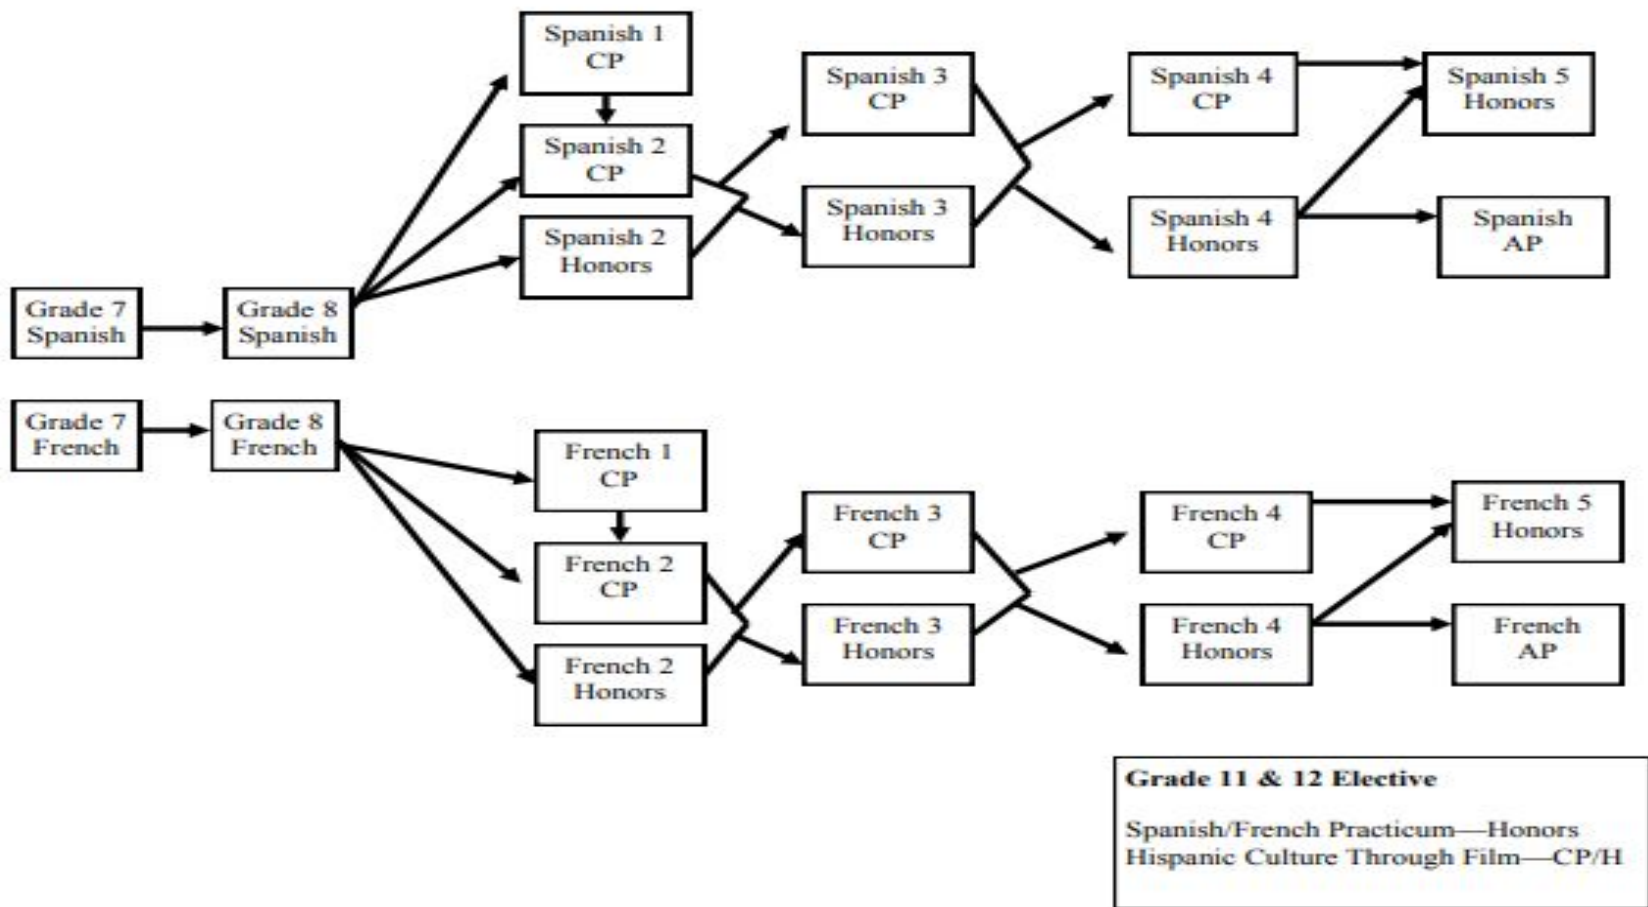 Spanish 1
CP
Spanish 2
CP
Spanish 2
Honors
Spanish 3
CP
Spanish 3
Honors
Spanish 4
CP
Spanish 4
Honors
Spanish 5
Honors
Spanish
AP
Grade 7
Spanish
Grade 8
Spanish
Grade 7
French
Grade 8
French
French 1
CP
French 2
CP
French 2
Honors
French 3
CP
French 3
Honors
French 4
CP
French 4
Honors
French 5
Honors
French
AP
Grade 11 & 12 Elective
Spanish/French Practicum—Honors
Hispanic Culture Through Film—CP/H